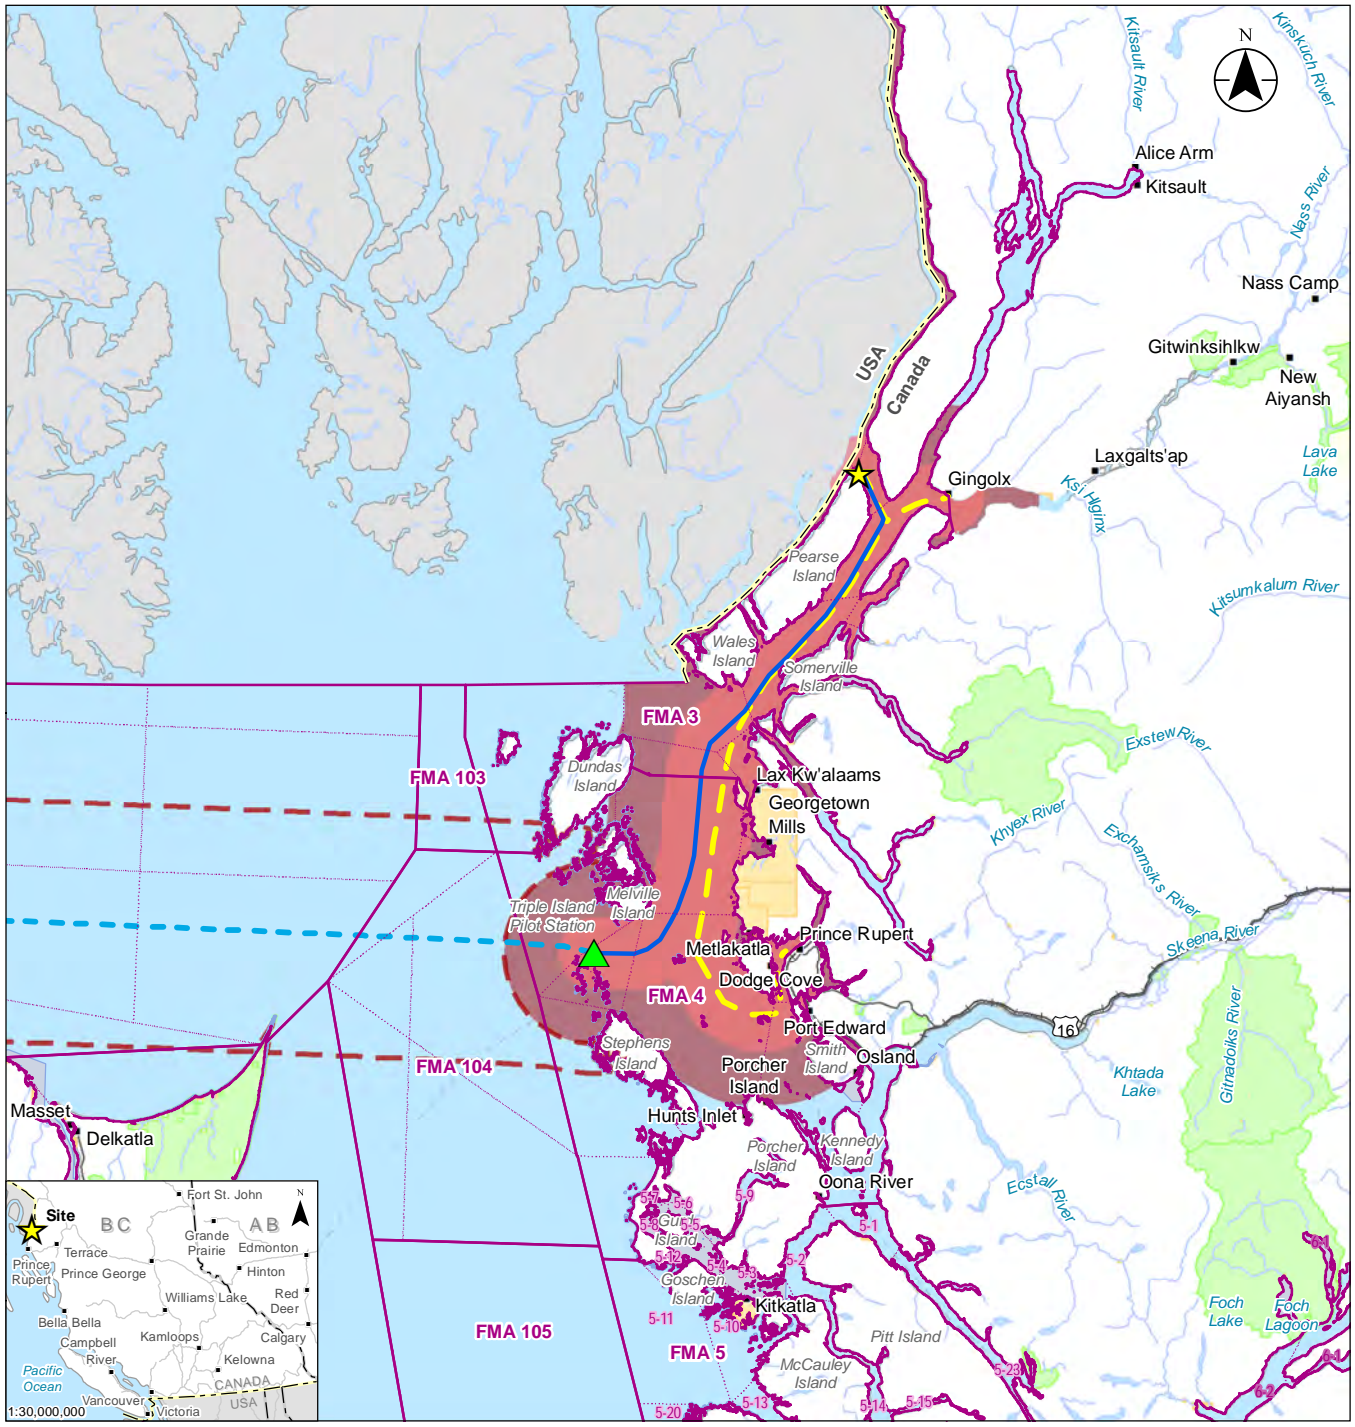 Kitsault River
Kinskuch River
N
Alice Arm
Kitsault
Nass River
Nass Camp
Gitwinksihlkw
New
Aiyansh
USA
Canada
Laxgalts'ap
Lava
Lake
Gingolx
Ksi Hlginx
Pearse
Island
Kitsumkalum River
Wales
Island
Somerville
Island
FMA 3
Exstew River
Dundas
Island
FMA 103
Lax Kw'alaams
Georgetown
Mills
Khyex River
Exchamsiks River
Melville
Island
Triple Island
Pilot Station
Metlakatla
Prince Rupert
Skeena River
Dodge Cove
FMA 4
Port Edward
16
Stephens
Island
Smith
Island
Osland
FMA 104
Porcher
Island
Khtada
Lake
Gitnadoiks River
Masset
Delkatla
Hunts Inlet
Porcher
Island
Kennedy
Island
Oona River
Ecstall River
5-7
5-6
5-9
5-8
5-5
Gurd
Island
5-1
5-12
5-4
5-3
5-2
6-1
Goschen
Island
Kitkatla
5-11
5-10
Foch
Lake
Foch
Lagoon
FMA 105
FMA 5
Pitt Island
McCauley
Island
5-23
6-1
6-2
5-20
5-13
5-14
5-15
Fort St. John
N
Site
BC
AB
Grande
Prairie
Edmonton
Terrace
Prince
Rupert
Prince George
Hinton
Williams Lake
Red
Deer
Bella Bella
Campbell
River
Kamloops
Calgary
Kelowna
Pacific
Ocean
CANADA
USA
Vancouver
Victoria
1:30,000,000